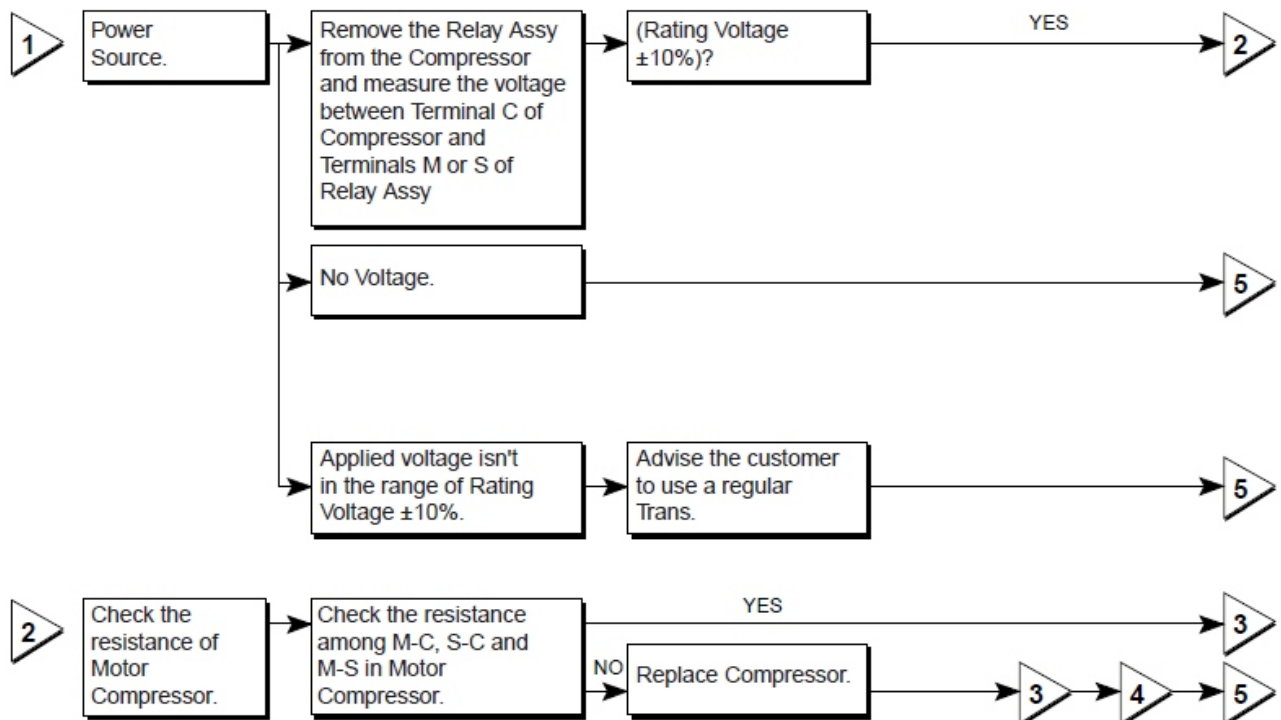 1
Power
Source.
Remove the Relay Assy
from the Compressor
and measure the voltage
between Terminal C of
Compressor and
Terminals M or S of
Relay Assy
(Rating Voltage
±10%)?
YES
2
No Voltage.
5
Applied voltage isn't
in the range of Rating
Voltage ±10%.
Advise the customer
to use a regular
Trans.
5
2
Check the
resistance of
Motor
Compressor.
Check the resistance
among M-C, S-C and
M-S in Motor
Compressor.
YES
3
NO
Replace Compressor.
3
4
5